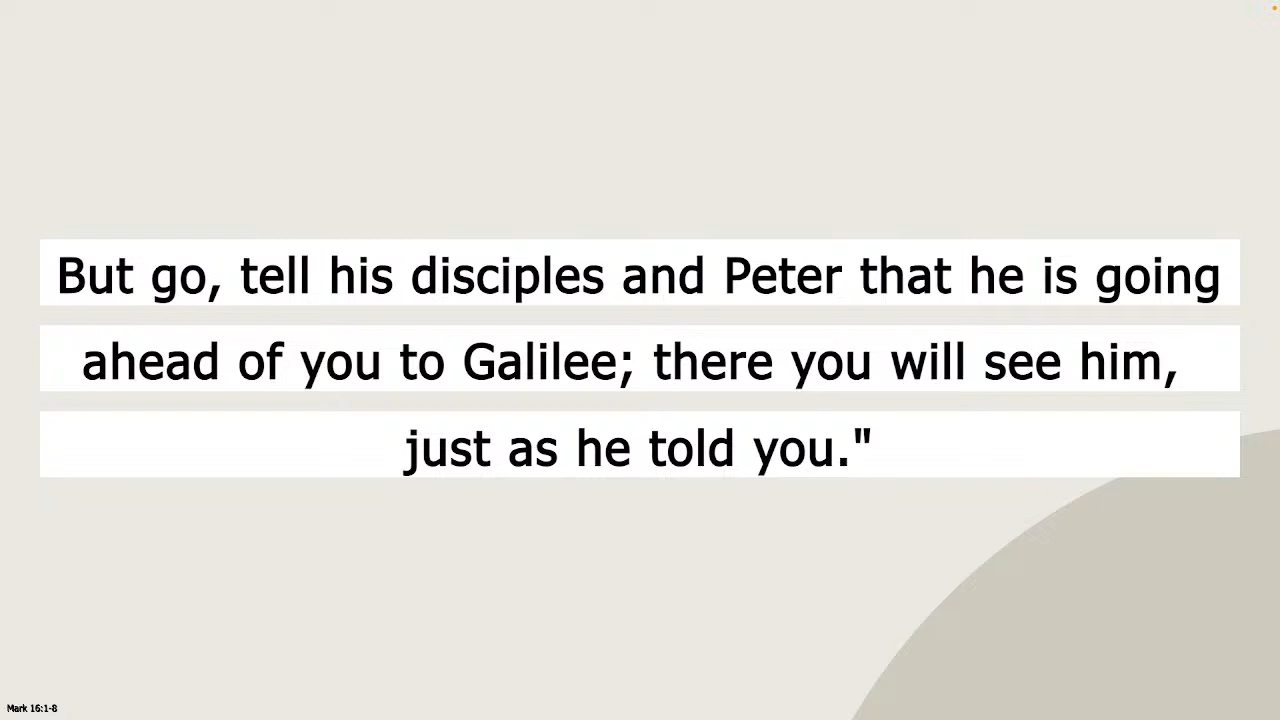 But go, tell his disciples and Peter that he is going
ahead of you to Galilee; there you will see him,
just as he told you."
Mark 16:1-8